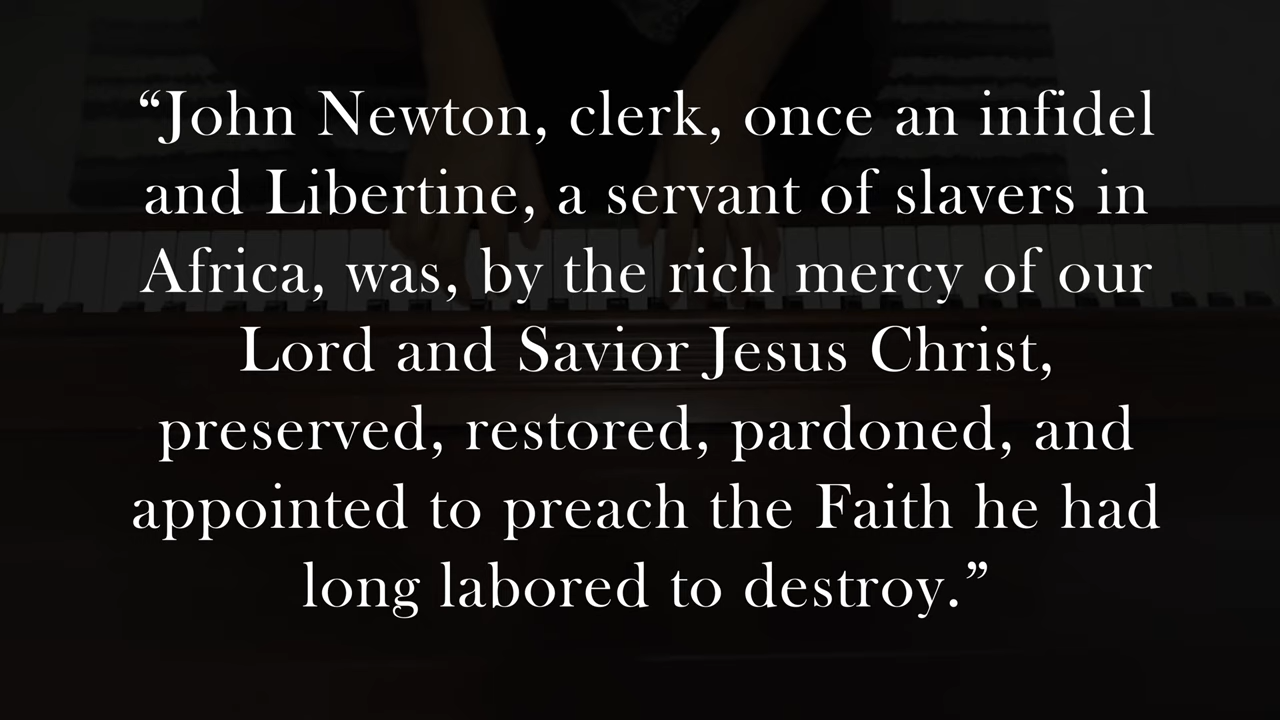 “John Newton, clerk, once an infidel
and Libertine, a servant of slavers in
Africa, was, by the rich mercy of our
Lord and Savior Jesus Christ,
preserved, restored, pardoned, and
appointed to preach the Faith he had
long labored to destroy.”